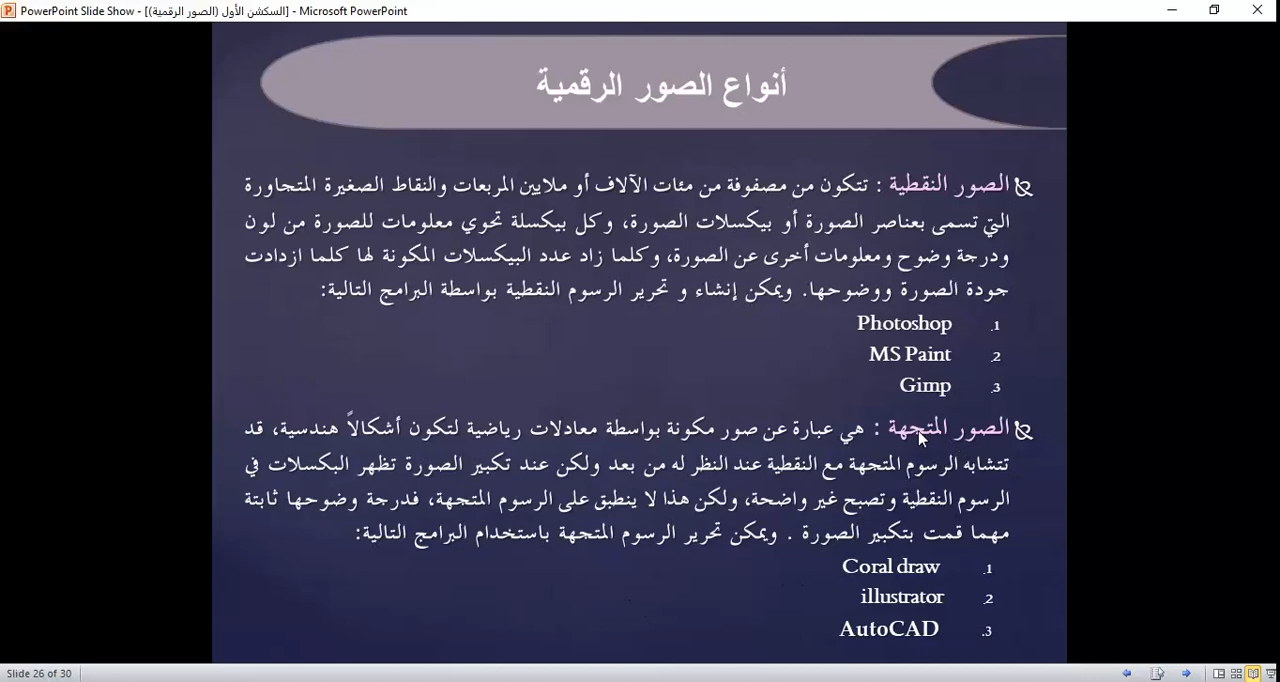 PowerPoint Slide Show - [السكشن الأول (الصور الرقمية)] - Microsoft PowerPoint
أنواع الصور الرقمية
الصور النقطية : تتكون من مصفوفة من مئات الآلاف أو ملايين المربعات والنقاط الصغيرة المتجاورة
التي تسمى بعناصر الصورة أو بيكسلات الصورة، وكل بيكسلة تحوي معلومات للصورة من لون
ودرجة وضوح ومعلومات أخرى عن الصورة، وكلما زاد عدد البيكسلات المكونة لها كلما ازدادت
جودة الصورة ووضوحها. ويمكن إنشاء و تحرير الرسوم النقطية بواسطة البرامج التالية:
1. Photoshop
2. MS Paint
3. Gimp
الصور المتجهة : هي عبارة عن صور مكونة بواسطة معادلات رياضية لتكون أشكالاً هندسية، قد
تتشابه الرسوم المتجهة مع النقطية عند النظر له من بعد ولكن عند تكبير الصورة تظهر البكسلات في
الرسوم النقطية وتصبح غير واضحة، ولكن هذا لا ينطبق على الرسوم المتجهة، فدرجة وضوحها ثابتة
مهما قمت بتكبير الصورة . ويمكن تحرير الرسوم المتجهة باستخدام البرامج التالية:
1. Coral draw
2. illustrator
3. AutoCAD
Slide 26 of 30